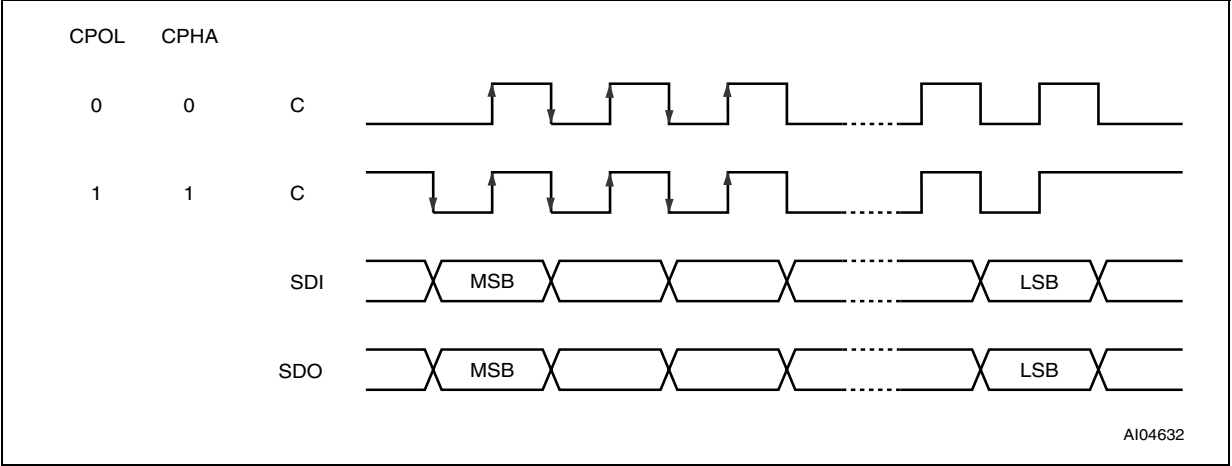 CPOL CPHA
0 0 C
1 1 C
SDI MSB LSB
SDO MSB LSB
AI04632